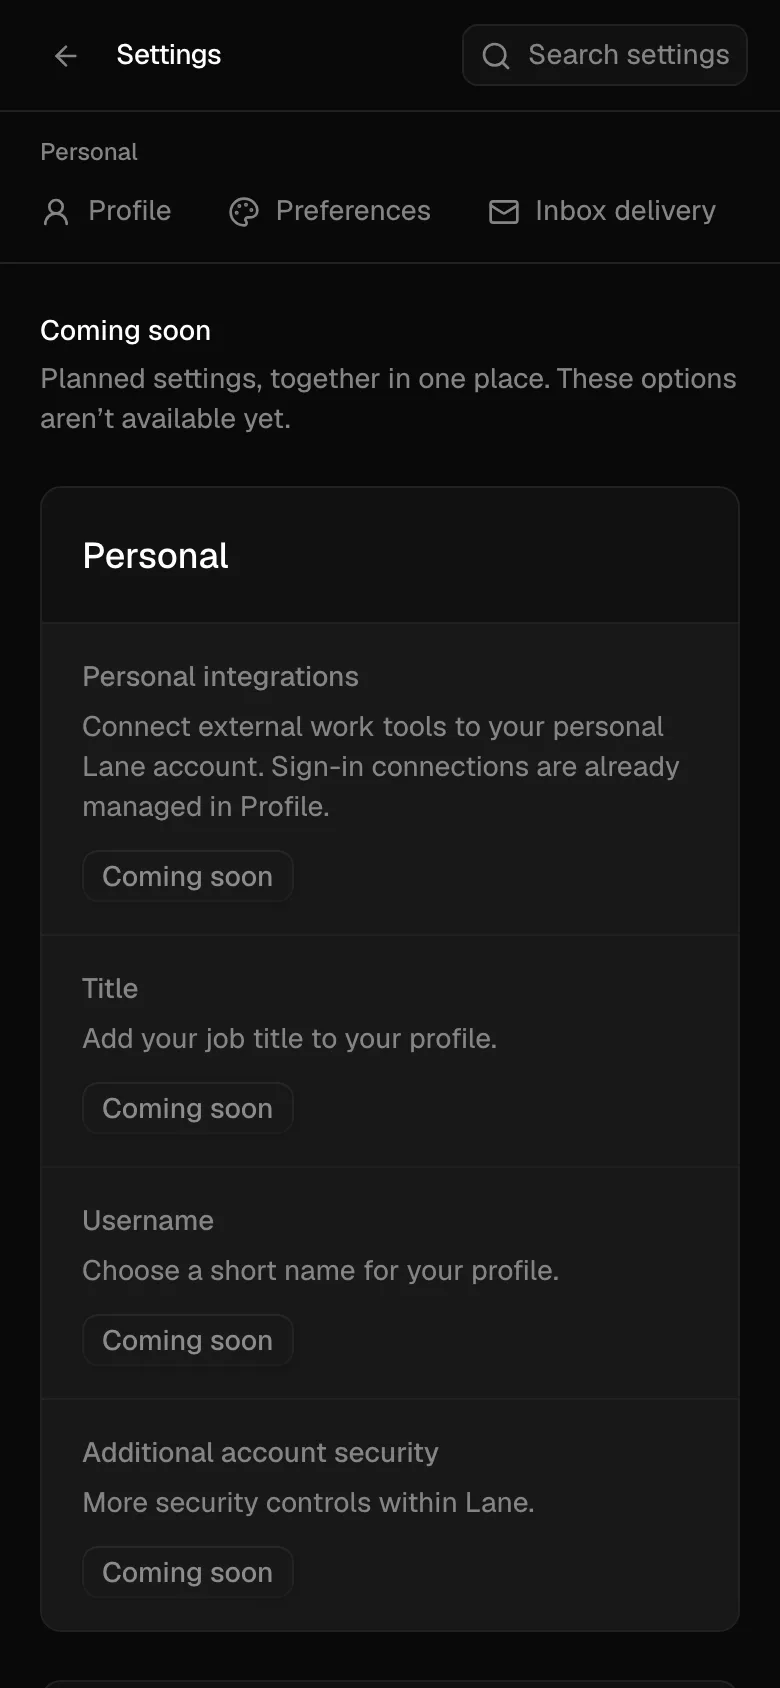 Settings
Search settings
Personal
Profile
Preferences
Inbox delivery
Coming soon
Planned settings, together in one place. These options
aren’t available yet.
Personal
Personal integrations
Connect external work tools to your personal
Lane account. Sign-in connections are already
managed in Profile.
Coming soon
Title
Add your job title to your profile.
Coming soon
Username
Choose a short name for your profile.
Coming soon
Additional account security
More security controls within Lane.
Coming soon